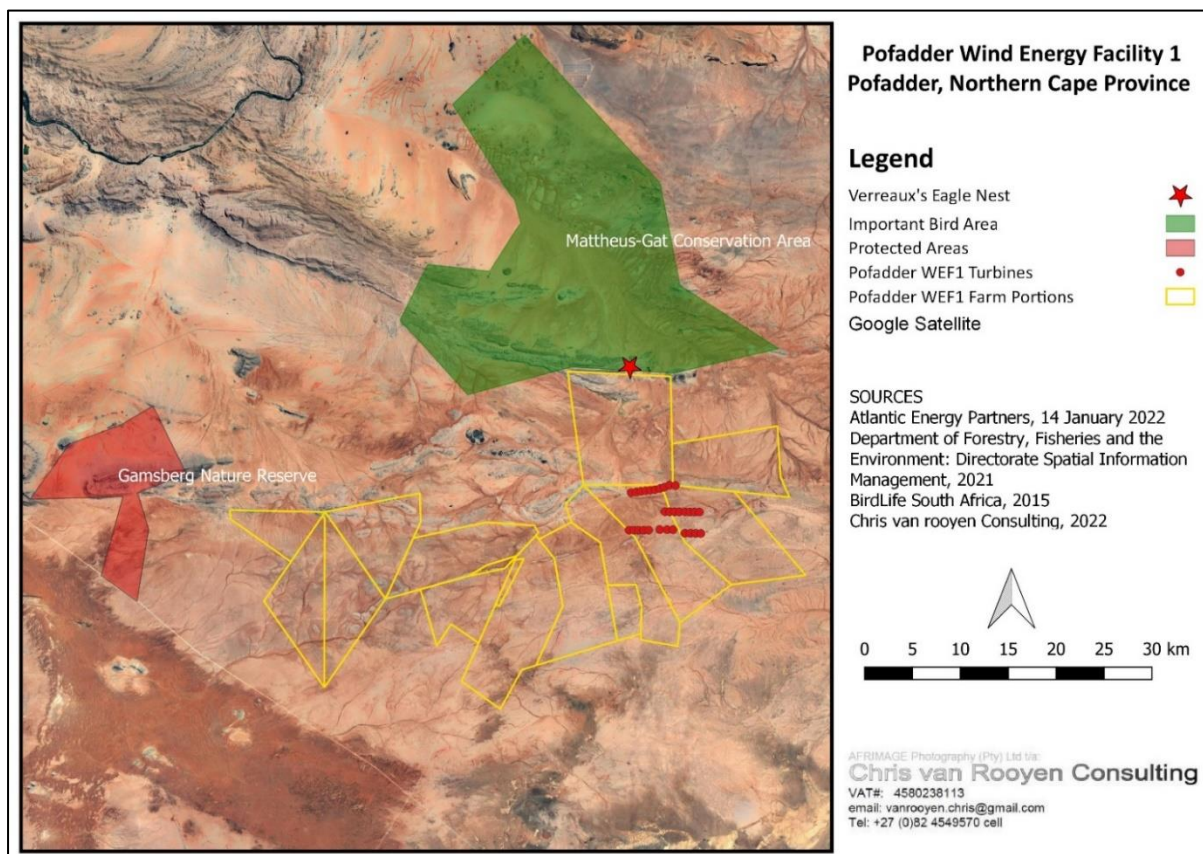 Pofadder Wind Energy Facility 1
Pofadder, Northern Cape Province
Legend
Verreaux's Eagle Nest
Important Bird Area
Protected Areas
Pofadder WEF1 Turbines
Pofadder WEF1 Farm Portions
Google Satellite
Mattheus-Gat Conservation Area
Gamsberg Nature Reserve
SOURCES
Atlantic Energy Partners, 14 January 2022
Department of Forestry, Fisheries and the
Environment: Directorate Spatial Information
Management, 2021
BirdLife South Africa, 2015
Chris van rooyen Consulting, 2022
0 5 10 15 20 25 30 km
AFRIMAGE Photography (Pty) Ltd t/a:
Chris van Rooyen Consulting
VAT#: 4580238113
email: vanrooyen.chris@gmail.com
Tel: +27 (0)82 4549570 cell